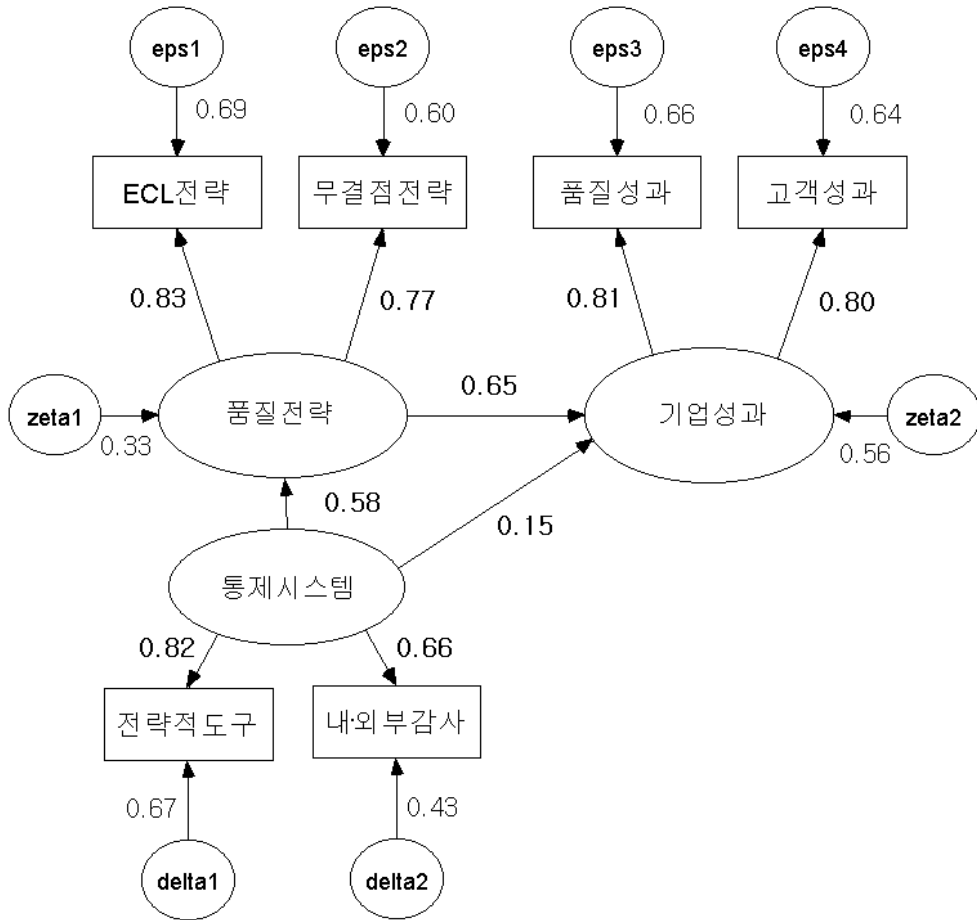 eps1
eps2
eps3
eps4
0.69
0.60
0.66
0.64
ECL전략
무결점전략
품질성과
고객성과
0.83
0.77
0.81
0.80
zeta1
0.33
품질전략
0.65
기업성과
0.56
zeta2
0.58
0.15
통제시스템
0.82
0.66
전략적도구
내·외부감사
0.67
0.43
delta1
delta2